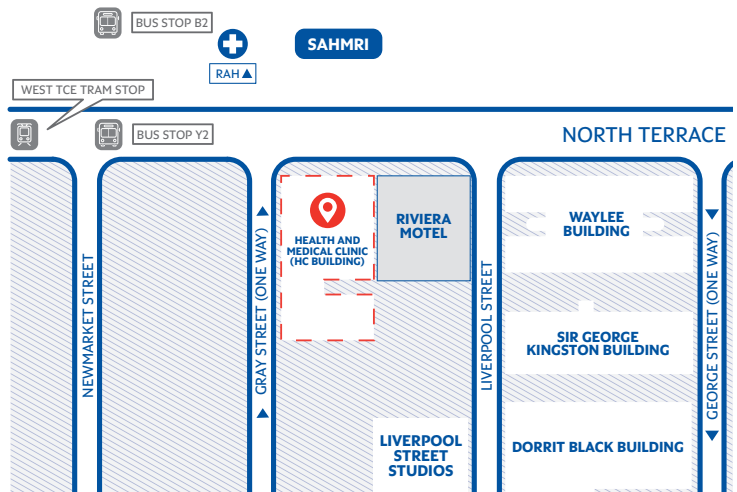 BUS STOP B2
SAHMRI
RAH
WEST TCE TRAM STOP
BUS STOP Y2
NORTH TERRACE
HEALTH AND
MEDICAL CLINIC
(HC BUILDING)
RIVIERA
MOTEL
WAYLEE
BUILDING
NEWMARKET STREET
GRAY STREET (ONE WAY)
LIVERPOOL STREET
GEORGE STREET (ONE WAY)
SIR GEORGE
KINGSTON BUILDING
LIVERPOOL
STREET
STUDIOS
DORRIT BLACK BUILDING